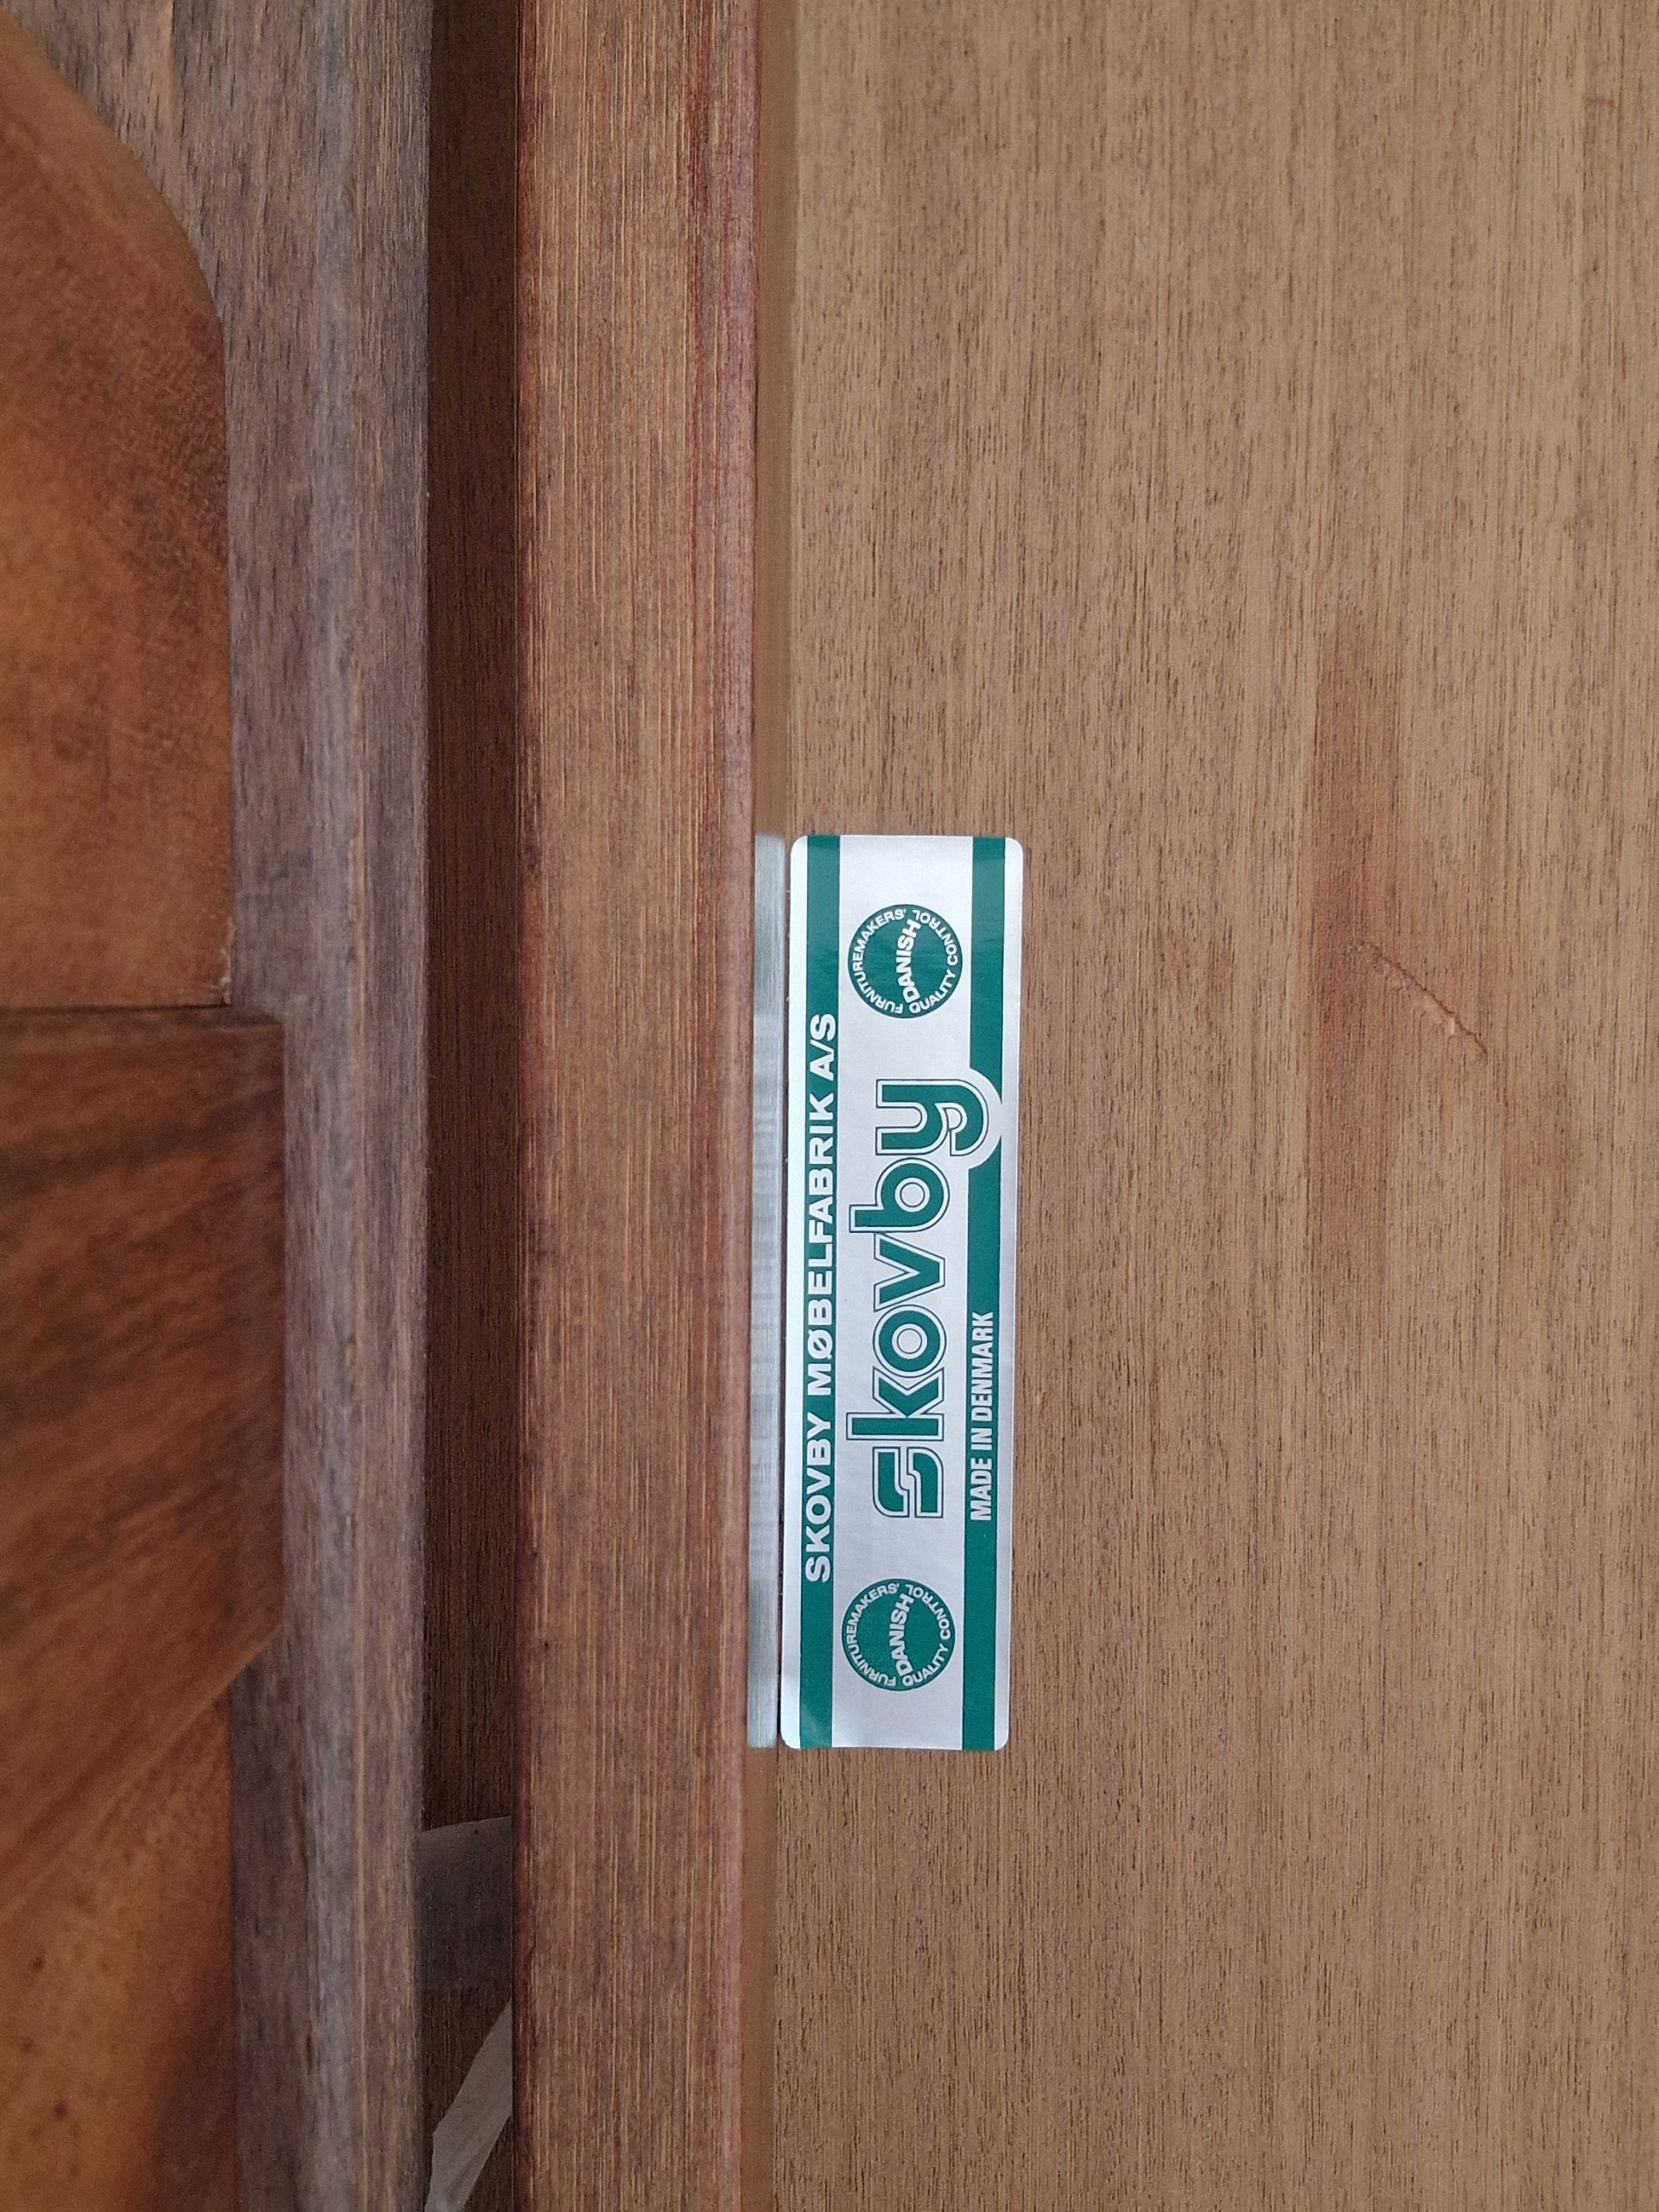 SKOVBY MØBELFABRIK A/S
FURNITUREMAKERS'
DANISH
QUALITY CONTROL
skovby
FURNITUREMAKERS'
DANISH
QUALITY CONTROL
MADE IN DENMARK